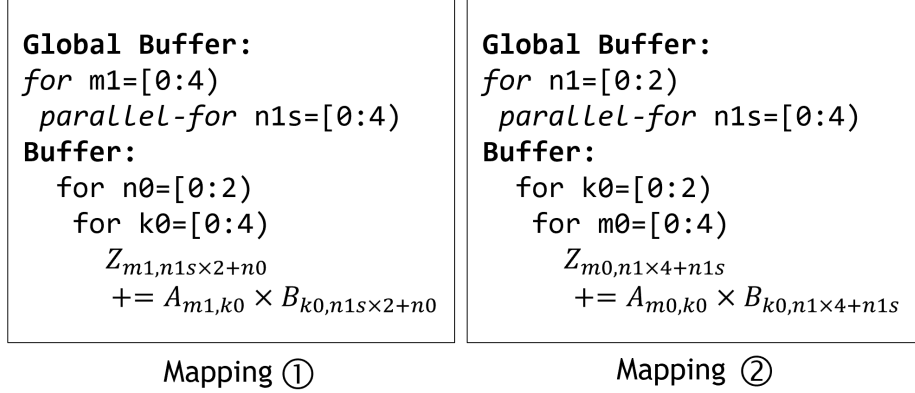 Global Buffer:
for m1=[0:4)
parallel-for n1s=[0:4)
Buffer:
for n0=[0:2)
for k0=[0:4)
Z_{m1,n1s×2+n0}
+= A_{m1,k0} × B_{k0,n1s×2+n0}
Mapping ①
Global Buffer:
for n1=[0:2)
parallel-for n1s=[0:4)
Buffer:
for k0=[0:2)
for m0=[0:4)
Z_{m0,n1×4+n1s}
+= A_{m0,k0} × B_{k0,n1×4+n1s}
Mapping ②